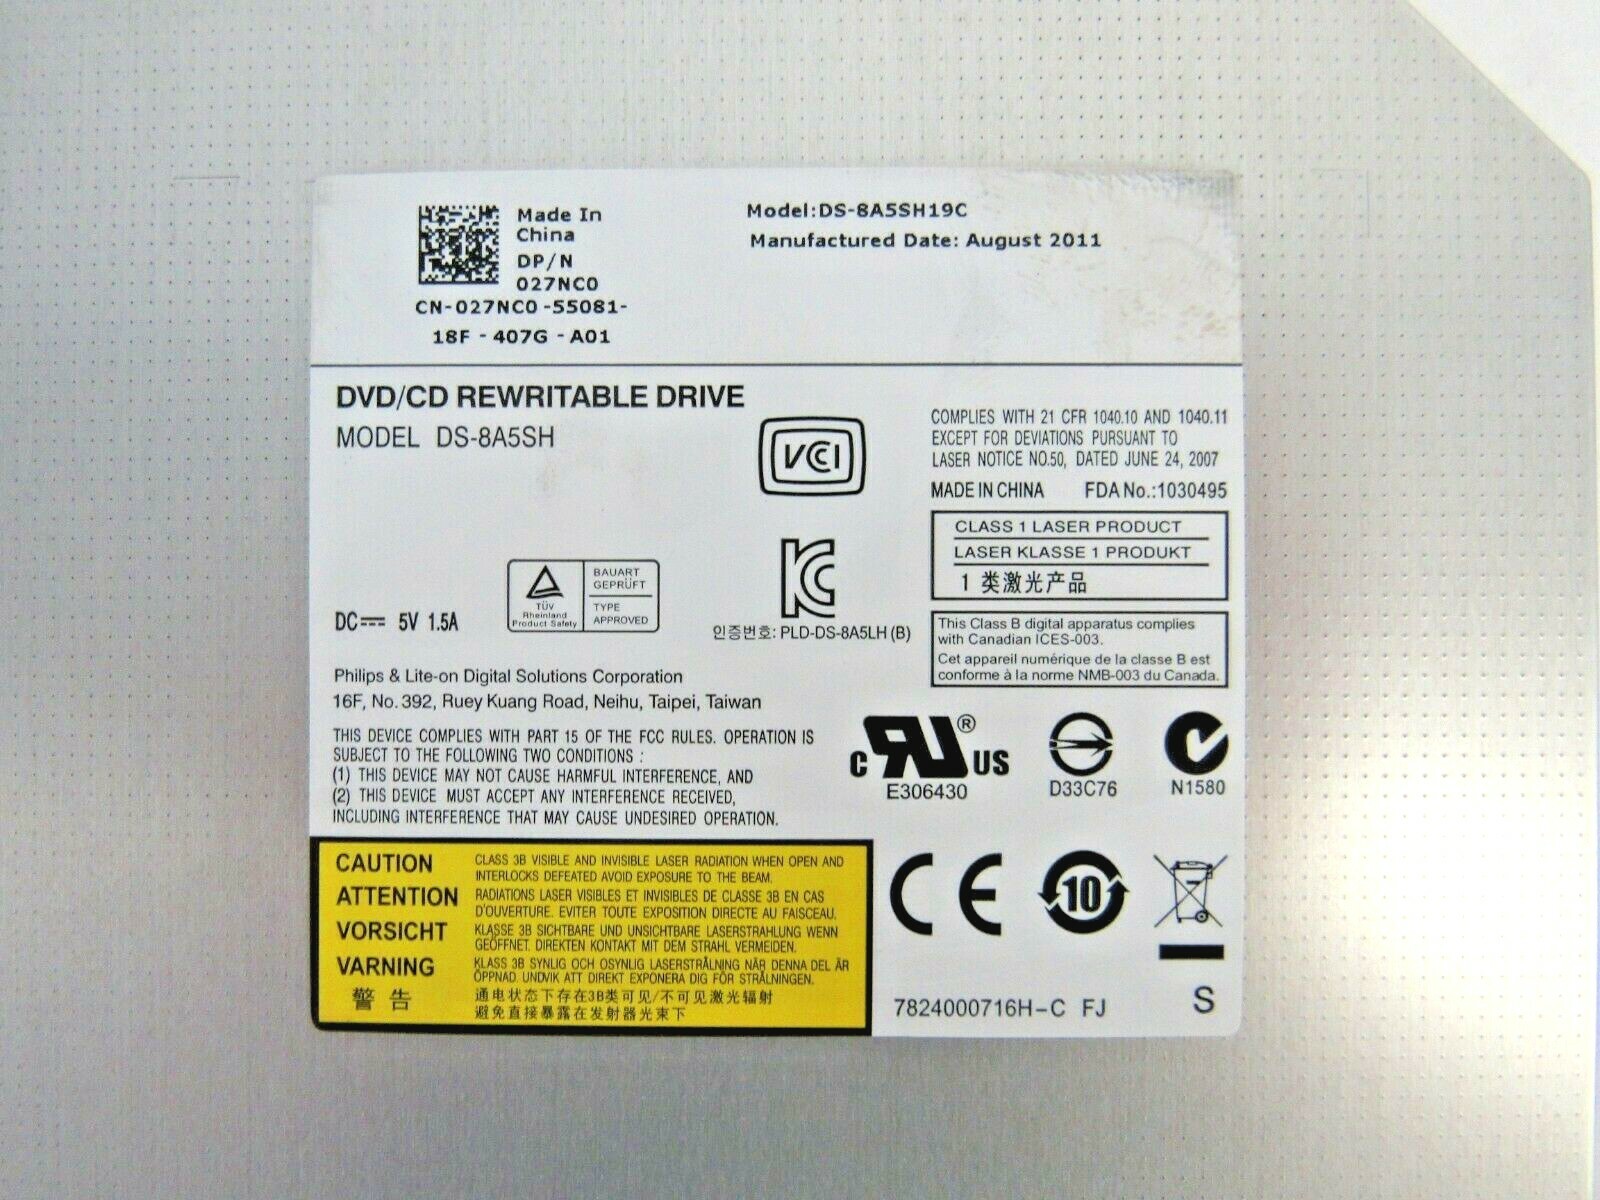 Made In
China
DP/N
027NC0
CN-027NC0-55081-
18F - 407G - A01
Model:DS-8A5SH19C
Manufactured Date: August 2011
DVD/CD REWRITABLE DRIVE
MODEL DS-8A5SH
VCCI
COMPLIES WITH 21 CFR 1040.10 AND 1040.11
EXCEPT FOR DEVIATIONS PURSUANT TO
LASER NOTICE NO.50, DATED JUNE 24, 2007
MADE IN CHINA FDA No.:1030495
CLASS 1 LASER PRODUCT
LASER KLASSE 1 PRODUKT
1 类激光产品
DC 5V 1.5A
TÜV
Rheinland
Product Safety
BAUART
GEPRÜFT
TYPE
APPROVED
인증번호: PLD-DS-8A5LH (B)
This Class B digital apparatus complies
with Canadian ICES-003.
Cet appareil numérique de la classe B est
conforme à la norme NMB-003 du Canada.
Philips & Lite-on Digital Solutions Corporation
16F, No. 392, Ruey Kuang Road, Neihu, Taipei, Taiwan
THIS DEVICE COMPLIES WITH PART 15 OF THE FCC RULES. OPERATION IS
SUBJECT TO THE FOLLOWING TWO CONDITIONS :
(1) THIS DEVICE MAY NOT CAUSE HARMFUL INTERFERENCE, AND
(2) THIS DEVICE MUST ACCEPT ANY INTERFERENCE RECEIVED,
INCLUDING INTERFERENCE THAT MAY CAUSE UNDESIRED OPERATION.
c RU ® US
E306430
D33C76
N1580
CAUTION CLASS 3B VISIBLE AND INVISIBLE LASER RADIATION WHEN OPEN AND
INTERLOCKS DEFEATED AVOID EXPOSURE TO THE BEAM.
ATTENTION RADIATIONS LASER VISIBLES ET INVISIBLES DE CLASSE 3B EN CAS
D'OUVERTURE. EVITER TOUTE EXPOSITION DIRECTE AU FAISCEAU.
VORSICHT KLASSE 3B SICHTBARE UND UNSICHTBARE LASERSTRAHLUNG WENN
GEÖFFNET. DIREKTEN KONTAKT MIT DEM STRAHL VERMEIDEN.
VARNING KLASS 3B SYNLIG OCH OSYNLIG LASERSTRÅLNING NÄR DENNA DEL ÄR
ÖPPNAD. UNDVIK ATT DIREKT EXPONERA DIG FÖR STRÅLNINGEN.
警告 通电状态下存在3B类可见/不可见激光辐射
避免直接暴露在发射器光束下
CE
10
7824000716H-C FJ
S